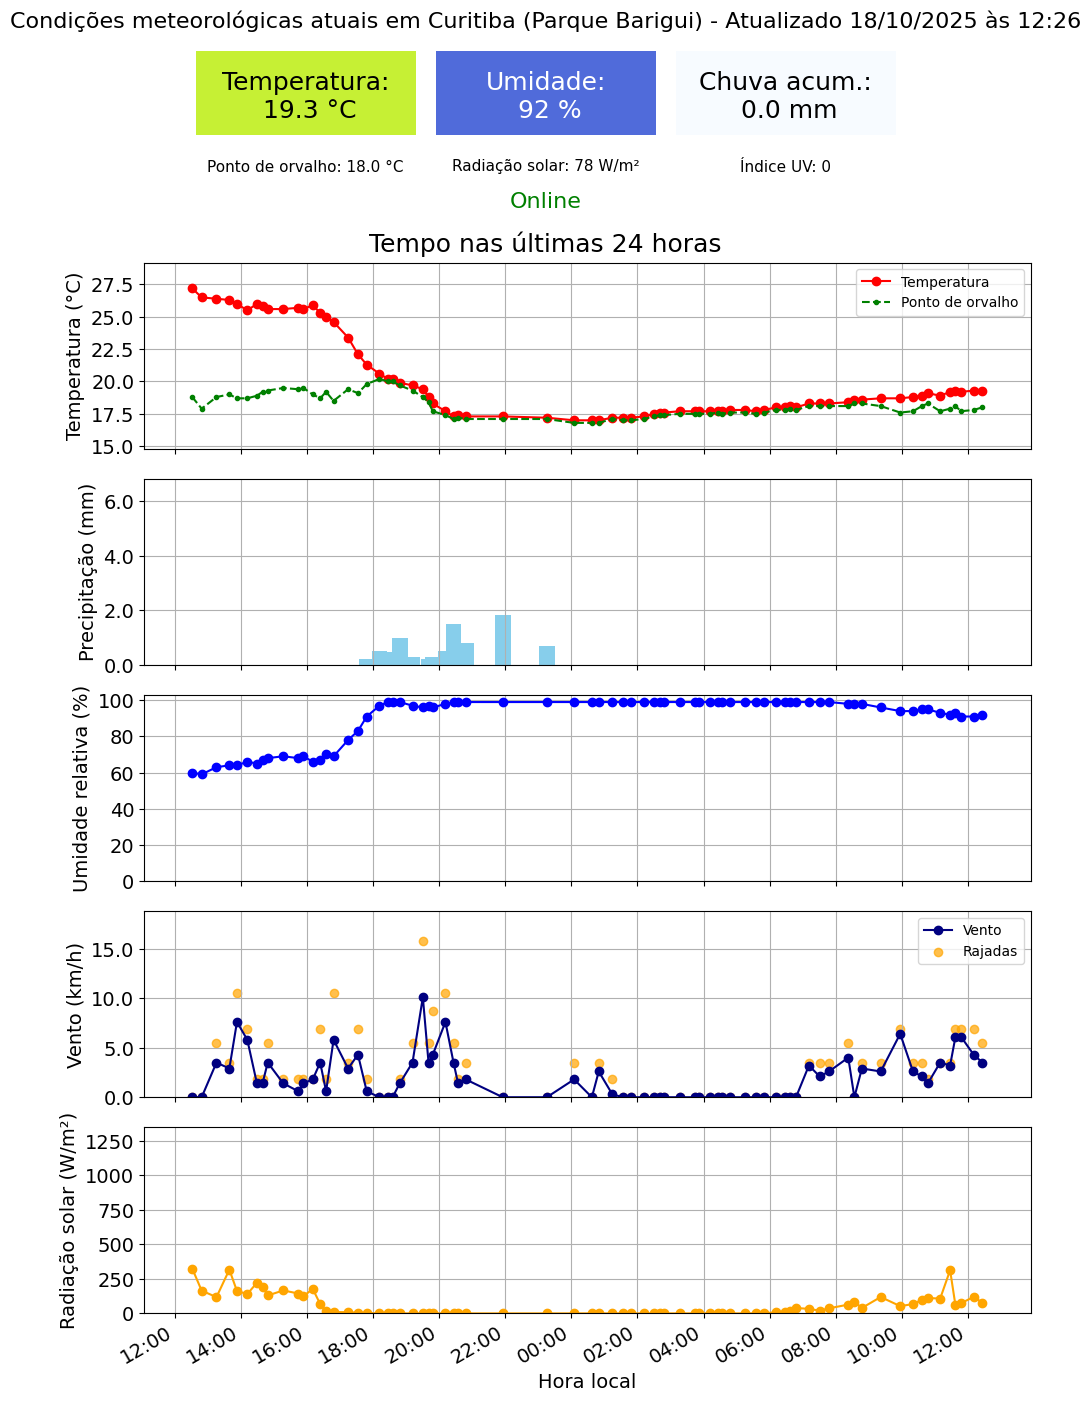 Condições meteorológicas atuais em Curitiba (Parque Barigui) - Atualizado 18/10/2025 às 12:26
Temperatura:
19.3 °C
Umidade:
92 %
Chuva acum.:
0.0 mm
Ponto de orvalho: 18.0 °C
Radiação solar: 78 W/m²
Índice UV: 0
Online
Tempo nas últimas 24 horas
Temperatura (°C)
27.5
25.0
22.5
20.0
17.5
15.0
Temperatura
Ponto de orvalho
Precipitação (mm)
6.0
4.0
2.0
0.0
Umidade relativa (%)
100
80
60
40
20
0
Vento (km/h)
15.0
10.0
5.0
0.0
Vento
Rajadas
Radiação solar (W/m²)
1250
1000
750
500
250
0
12:00
14:00
16:00
18:00
20:00
22:00
00:00
02:00
04:00
06:00
08:00
10:00
12:00
Hora local